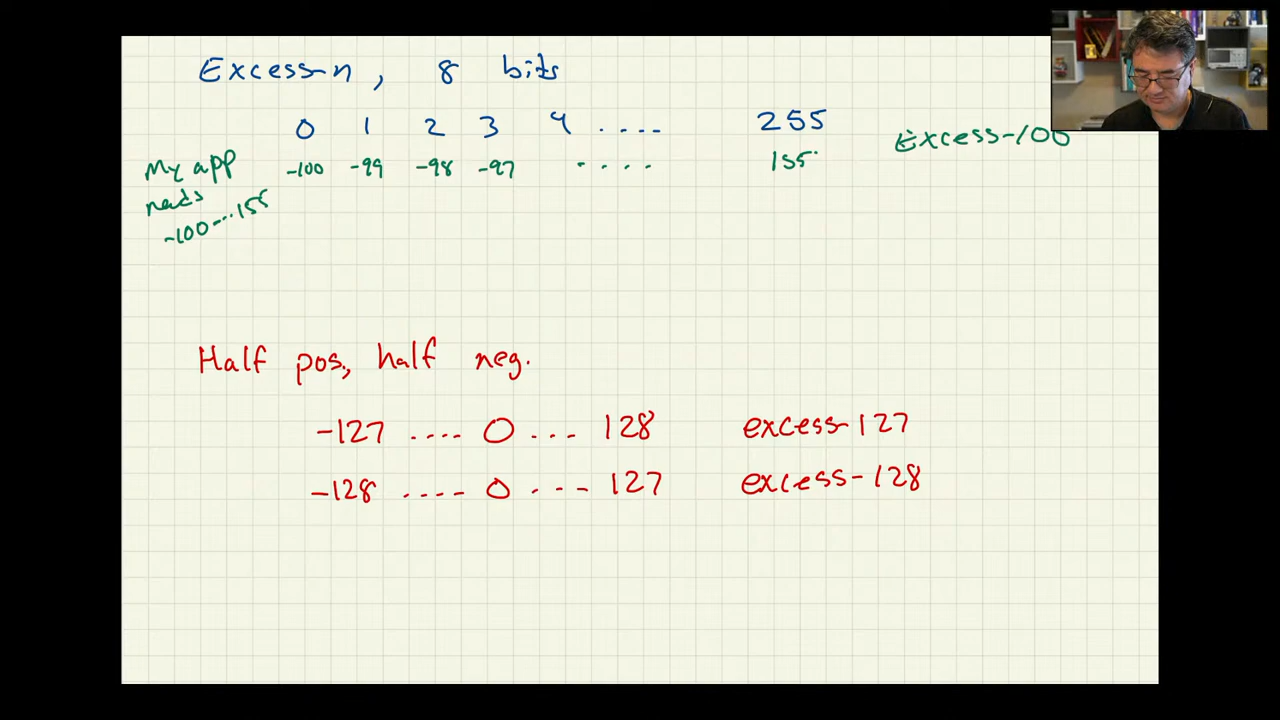 Excess-n, 8 bits
0 1 2 3 4 .... 255
Excess-100
My app -100 -99 -98 -97 .... 155
needs
-100...155
Half pos., half neg.
-127 .... 0 ... 128 excess-127
-128 .... 0 ... 127 excess-128